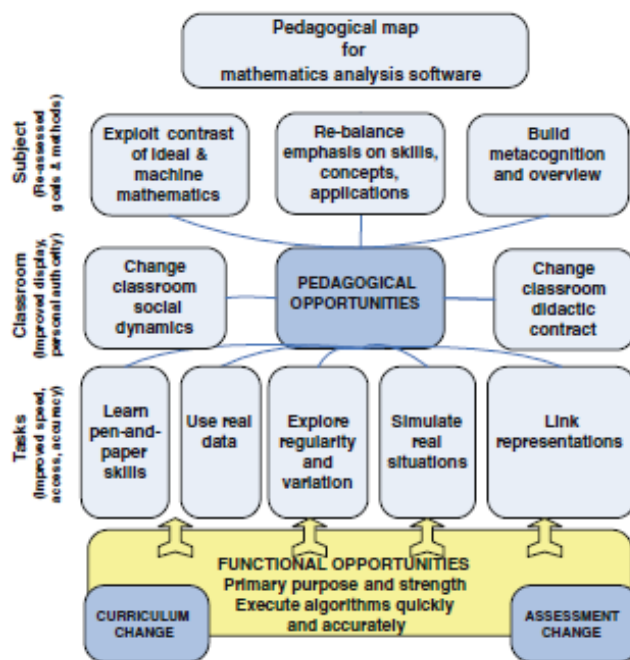 Pedagogical map
for
mathematics analysis software
Subject
(Re-assessed
goals & methods)
Exploit contrast
of ideal &
machine
mathematics
Re-balance
emphasis on skills,
concepts,
applications
Build
metacognition
and overview
Classroom
(Improved display,
personal authority)
Change
classroom
social
dynamics
PEDAGOGICAL
OPPORTUNITIES
Change
classroom
didactic
contract
Tasks
(Improved speed,
access, accuracy)
Learn
pen-and-
paper
skills
Use real
data
Explore
regularity
and
variation
Simulate
real
situations
Link
representations
FUNCTIONAL OPPORTUNITIES
Primary purpose and strength
Execute algorithms quickly
and accurately
CURRICULUM
CHANGE
ASSESSMENT
CHANGE